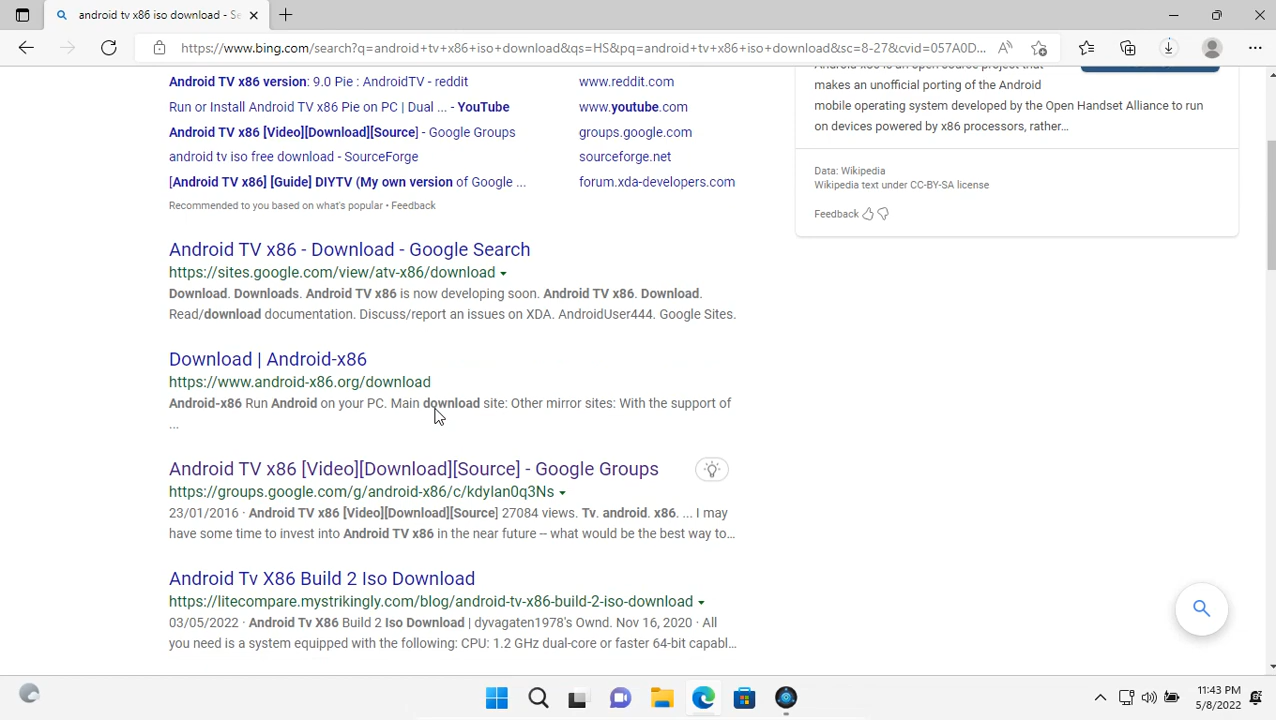 android tv x86 iso download - Se
https://www.bing.com/search?q=android+tv+x86+iso+download&qs=HS&pq=android+tv+x86+iso+download&sc=8-27&cvid=057A0D...
Android TV x86 version: 9.0 Pie : AndroidTV - reddit www.reddit.com
Run or Install Android TV x86 Pie on PC | Dual ... - YouTube www.youtube.com
Android TV x86 [Video][Download][Source] - Google Groups groups.google.com
android tv iso free download - SourceForge sourceforge.net
[Android TV x86] [Guide] DIYTV (My own version of Google ... forum.xda-developers.com
Recommended to you based on what's popular • Feedback
Android TV x86 - Download - Google Search
https://sites.google.com/view/atv-x86/download
Download. Downloads. Android TV x86 is now developing soon. Android TV x86. Download.
Read/download documentation. Discuss/report an issues on XDA. AndroidUser444. Google Sites.
Download | Android-x86
https://www.android-x86.org/download
Android-x86 Run Android on your PC. Main download site: Other mirror sites: With the support of
...
Android TV x86 [Video][Download][Source] - Google Groups
https://groups.google.com/g/android-x86/c/kdylan0q3Ns
23/01/2016 · Android TV x86 [Video][Download][Source] 27084 views. Tv. android. x86. ... I may
have some time to invest into Android TV x86 in the near future -- what would be the best way to...
Android Tv X86 Build 2 Iso Download
https://litecompare.mystrikingly.com/blog/android-tv-x86-build-2-iso-download
03/05/2022 · Android Tv X86 Build 2 Iso Download | dyvagaten1978's Ownd. Nov 16, 2020 · All
you need is a system equipped with the following: CPU: 1.2 GHz dual-core or faster 64-bit capabl...
Android-x86 is an open source project that
makes an unofficial porting of the Android
mobile operating system developed by the Open Handset Alliance to run
on devices powered by x86 processors, rather...
Data: Wikipedia
Wikipedia text under CC-BY-SA license
Feedback
11:43 PM
5/8/2022